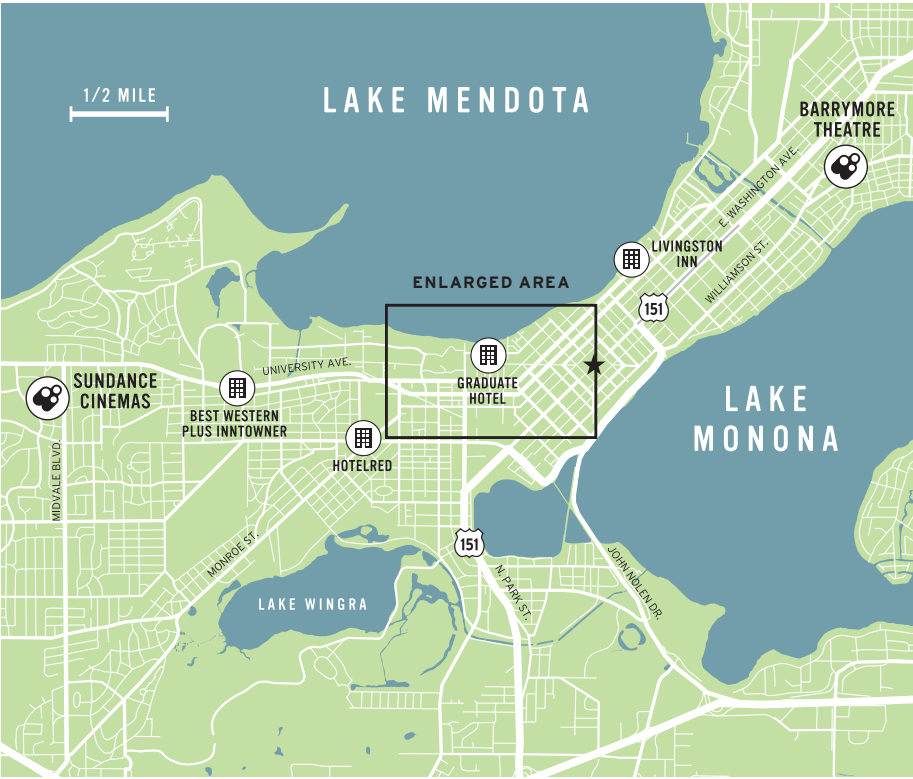 1/2 MILE
LAKE MENDOTA
BARRYMORE
THEATRE
E. WASHINGTON AVE.
LIVINGSTON
INN
WILLIAMSON ST.
ENLARGED AREA
151
UNIVERSITY AVE.
SUNDANCE
CINEMAS
GRADUATE
HOTEL
BEST WESTERN
PLUS INNTOWNER
LAKE
MONONA
HOTELRED
MIDVALE BLVD.
MONROE ST.
151
JOHN NOLEN DR.
N. PARK ST.
LAKE WINGRA